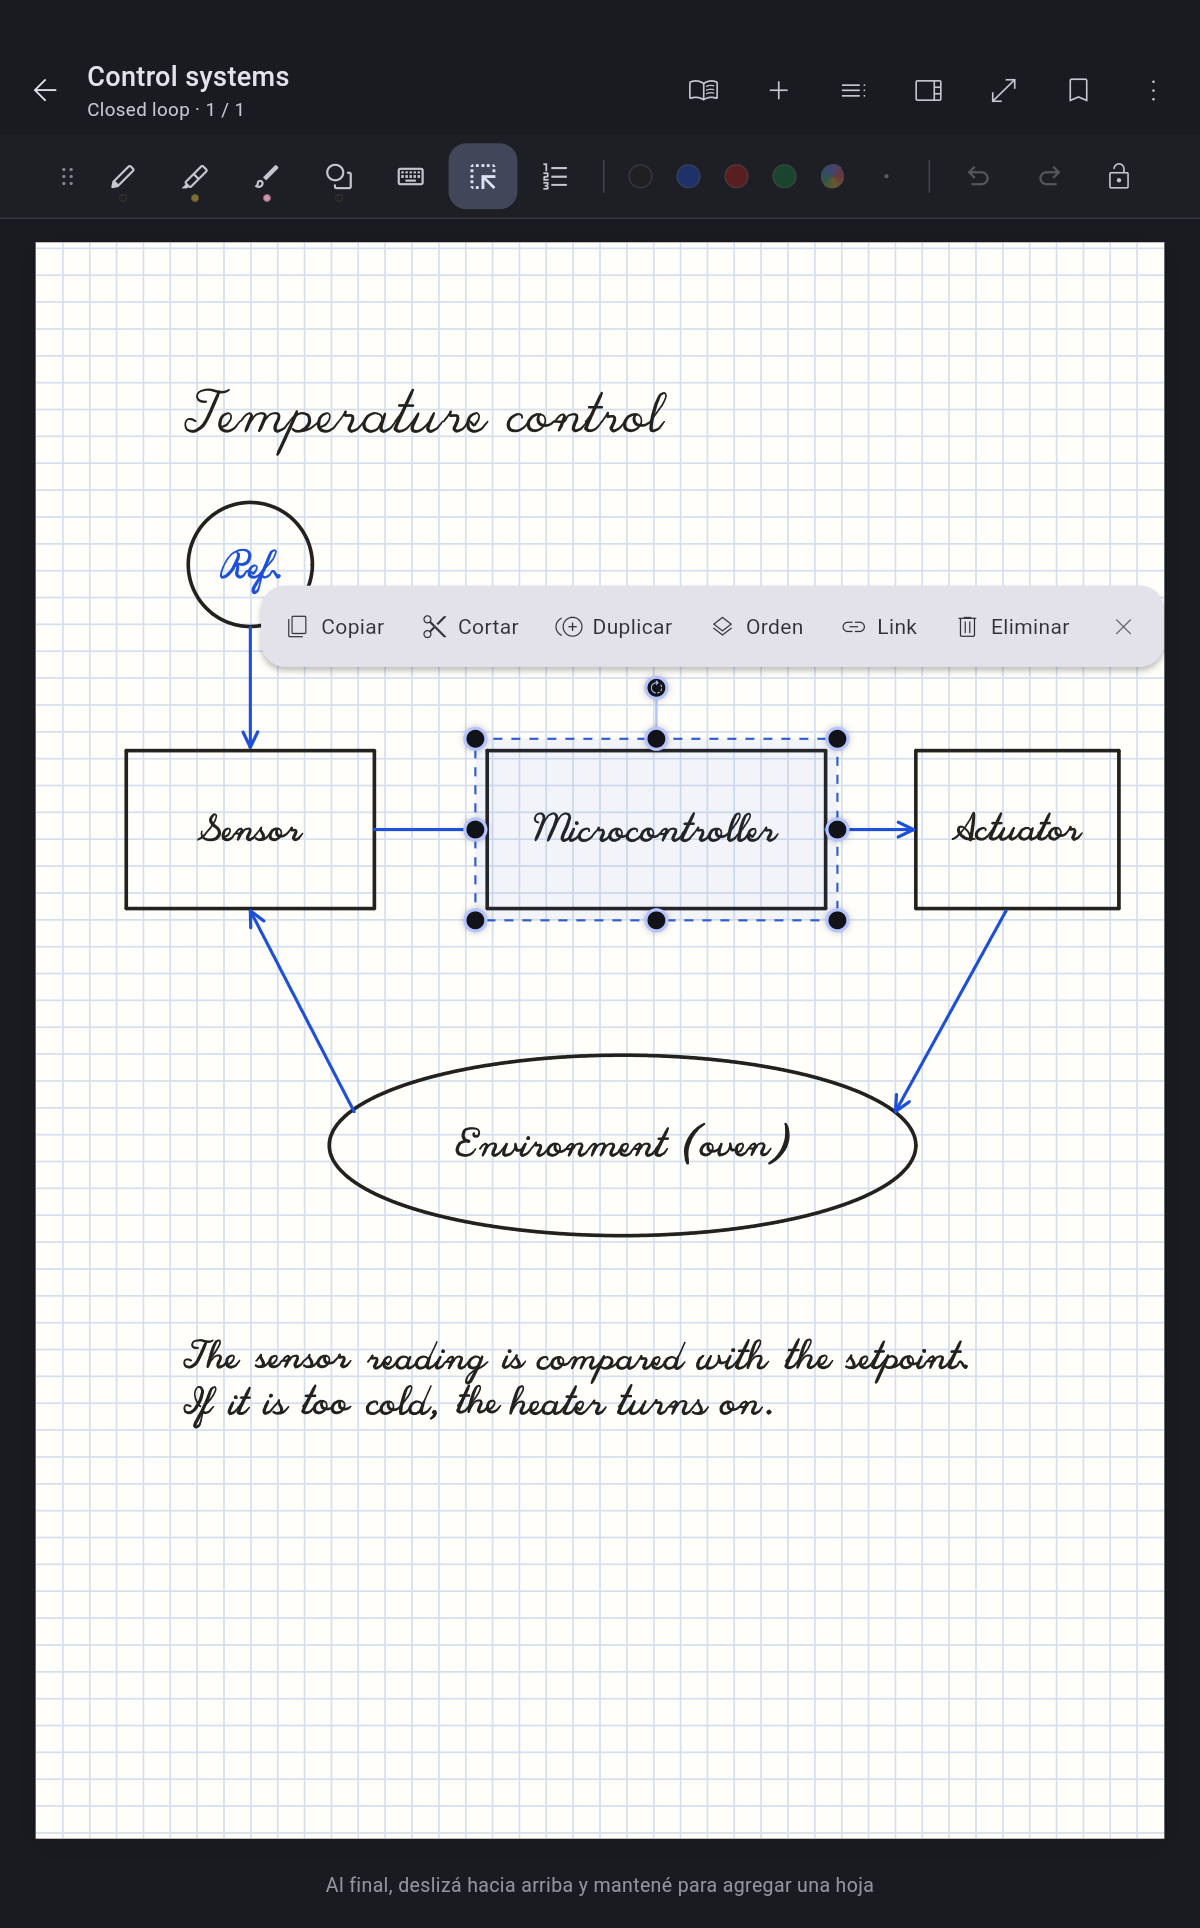 Control systems
Closed loop · 1 / 1
Temperature control
Ref.
Copiar Cortar Duplicar Orden Link Eliminar
Sensor Microcontroller Actuator
Environment (oven)
The sensor reading is compared with the setpoint.
If it is too cold, the heater turns on.
Al final, deslizá hacia arriba y mantené para agregar una hoja